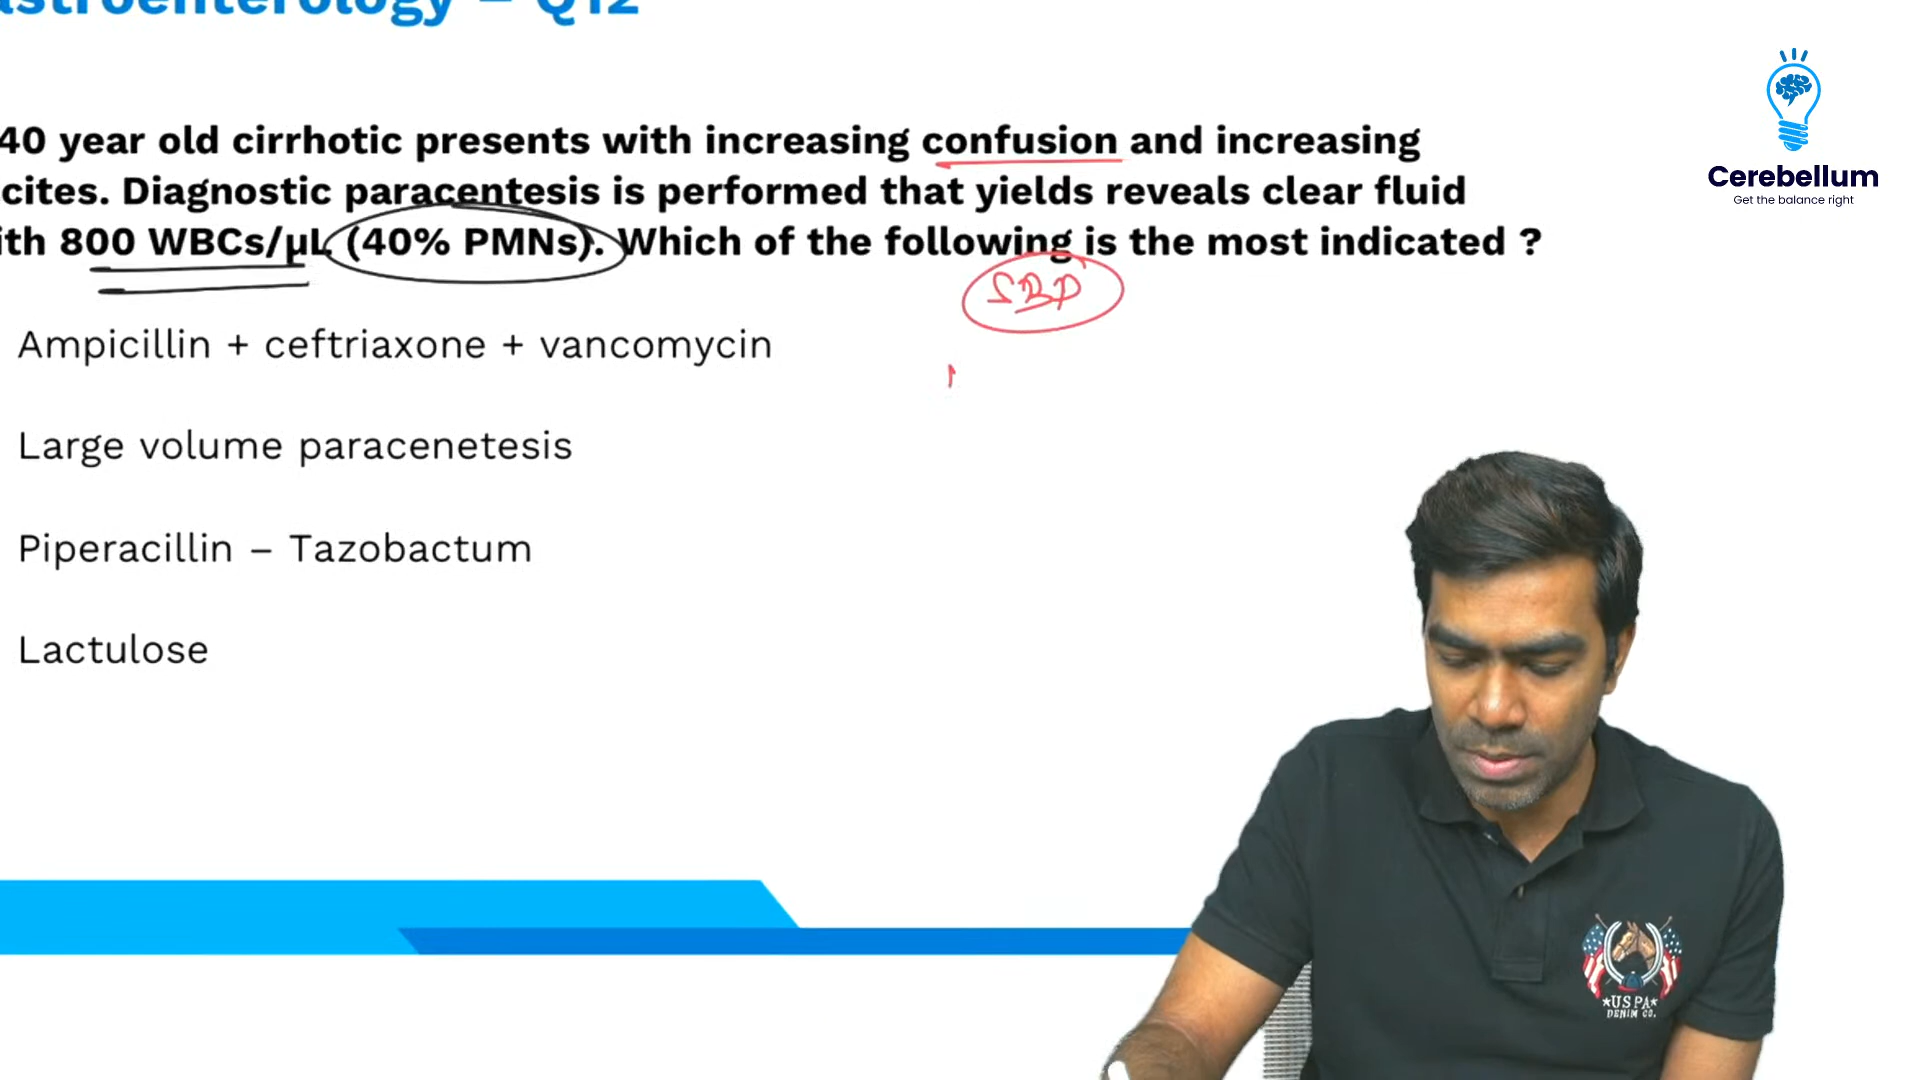 astroenterology – Q12
40 year old cirrhotic presents with increasing confusion and increasing
cites. Diagnostic paracentesis is performed that yields reveals clear fluid
ith 800 WBCs/µL (40% PMNs). Which of the following is the most indicated ?
SBP
Ampicillin + ceftriaxone + vancomycin
Large volume paracenetesis
Piperacillin – Tazobactum
Lactulose
Cerebellum
Get the balance right
★USPA★
DENIM CO.